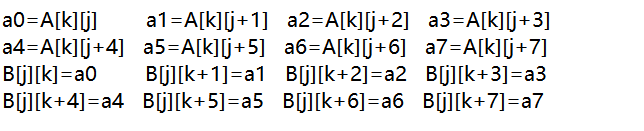 a0=A[k][j] a1=A[k][j+1] a2=A[k][j+2] a3=A[k][j+3]
a4=A[k][j+4] a5=A[k][j+5] a6=A[k][j+6] a7=A[k][j+7]
B[j][k]=a0 B[j][k+1]=a1 B[j][k+2]=a2 B[j][k+3]=a3
B[j][k+4]=a4 B[j][k+5]=a5 B[j][k+6]=a6 B[j][k+7]=a7